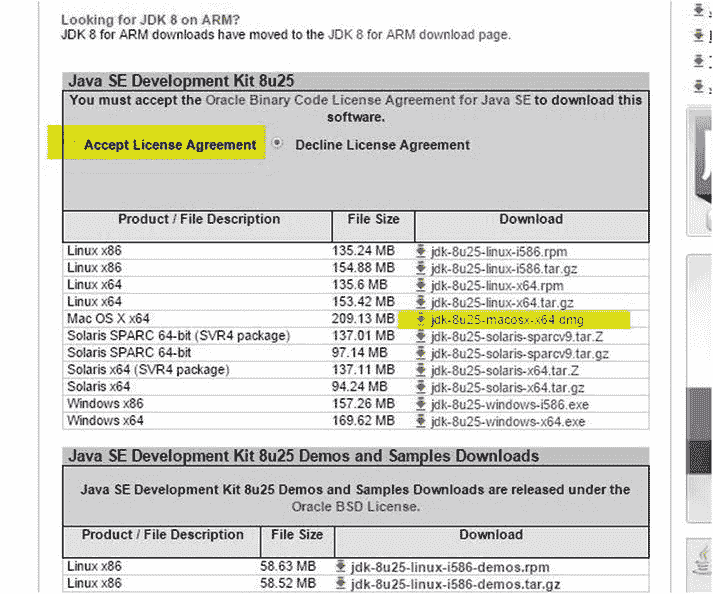 Looking for JDK 8 on ARM?
JDK 8 for ARM downloads have moved to the JDK 8 for ARM download page.
Java SE Development Kit 8u25
You must accept the Oracle Binary Code License Agreement for Java SE to download this
software.
Accept License Agreement Decline License Agreement
Product / File Description File Size Download
Linux x86 135.24 MB jdk-8u25-linux-i586.rpm
Linux x86 154.88 MB jdk-8u25-linux-i586.tar.gz
Linux x64 135.6 MB jdk-8u25-linux-x64.rpm
Linux x64 153.42 MB jdk-8u25-linux-x64.tar.gz
Mac OS X x64 209.13 MB jdk-8u25-macosx-x64.dmg
Solaris SPARC 64-bit (SVR4 package) 137.01 MB jdk-8u25-solaris-sparcv9.tar.Z
Solaris SPARC 64-bit 97.14 MB jdk-8u25-solaris-sparcv9.tar.gz
Solaris x64 (SVR4 package) 137.11 MB jdk-8u25-solaris-x64.tar.Z
Solaris x64 94.24 MB jdk-8u25-solaris-x64.tar.gz
Windows x86 157.26 MB jdk-8u25-windows-i586.exe
Windows x64 169.62 MB jdk-8u25-windows-x64.exe
Java SE Development Kit 8u25 Demos and Samples Downloads
Java SE Development Kit 8u25 Demos and Samples Downloads are released under the
Oracle BSD License.
Product / File Description File Size Download
Linux x86 58.63 MB jdk-8u25-linux-i586-demos.rpm
Linux x86 58.52 MB jdk-8u25-linux-i586-demos.tar.gz